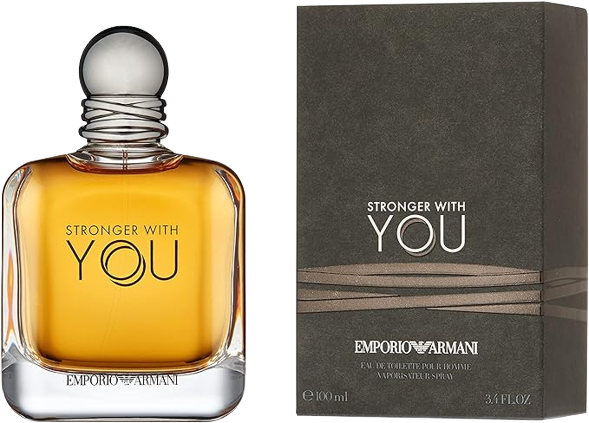 STRONGER WITH
YOU
EMPORIO ARMANI
STRONGER WITH
YOU
EMPORIO ARMANI
EAU DE TOILETTE POUR HOMME
VAPORISATEUR SPRAY
℮ 100 ml 3.4 FL.OZ